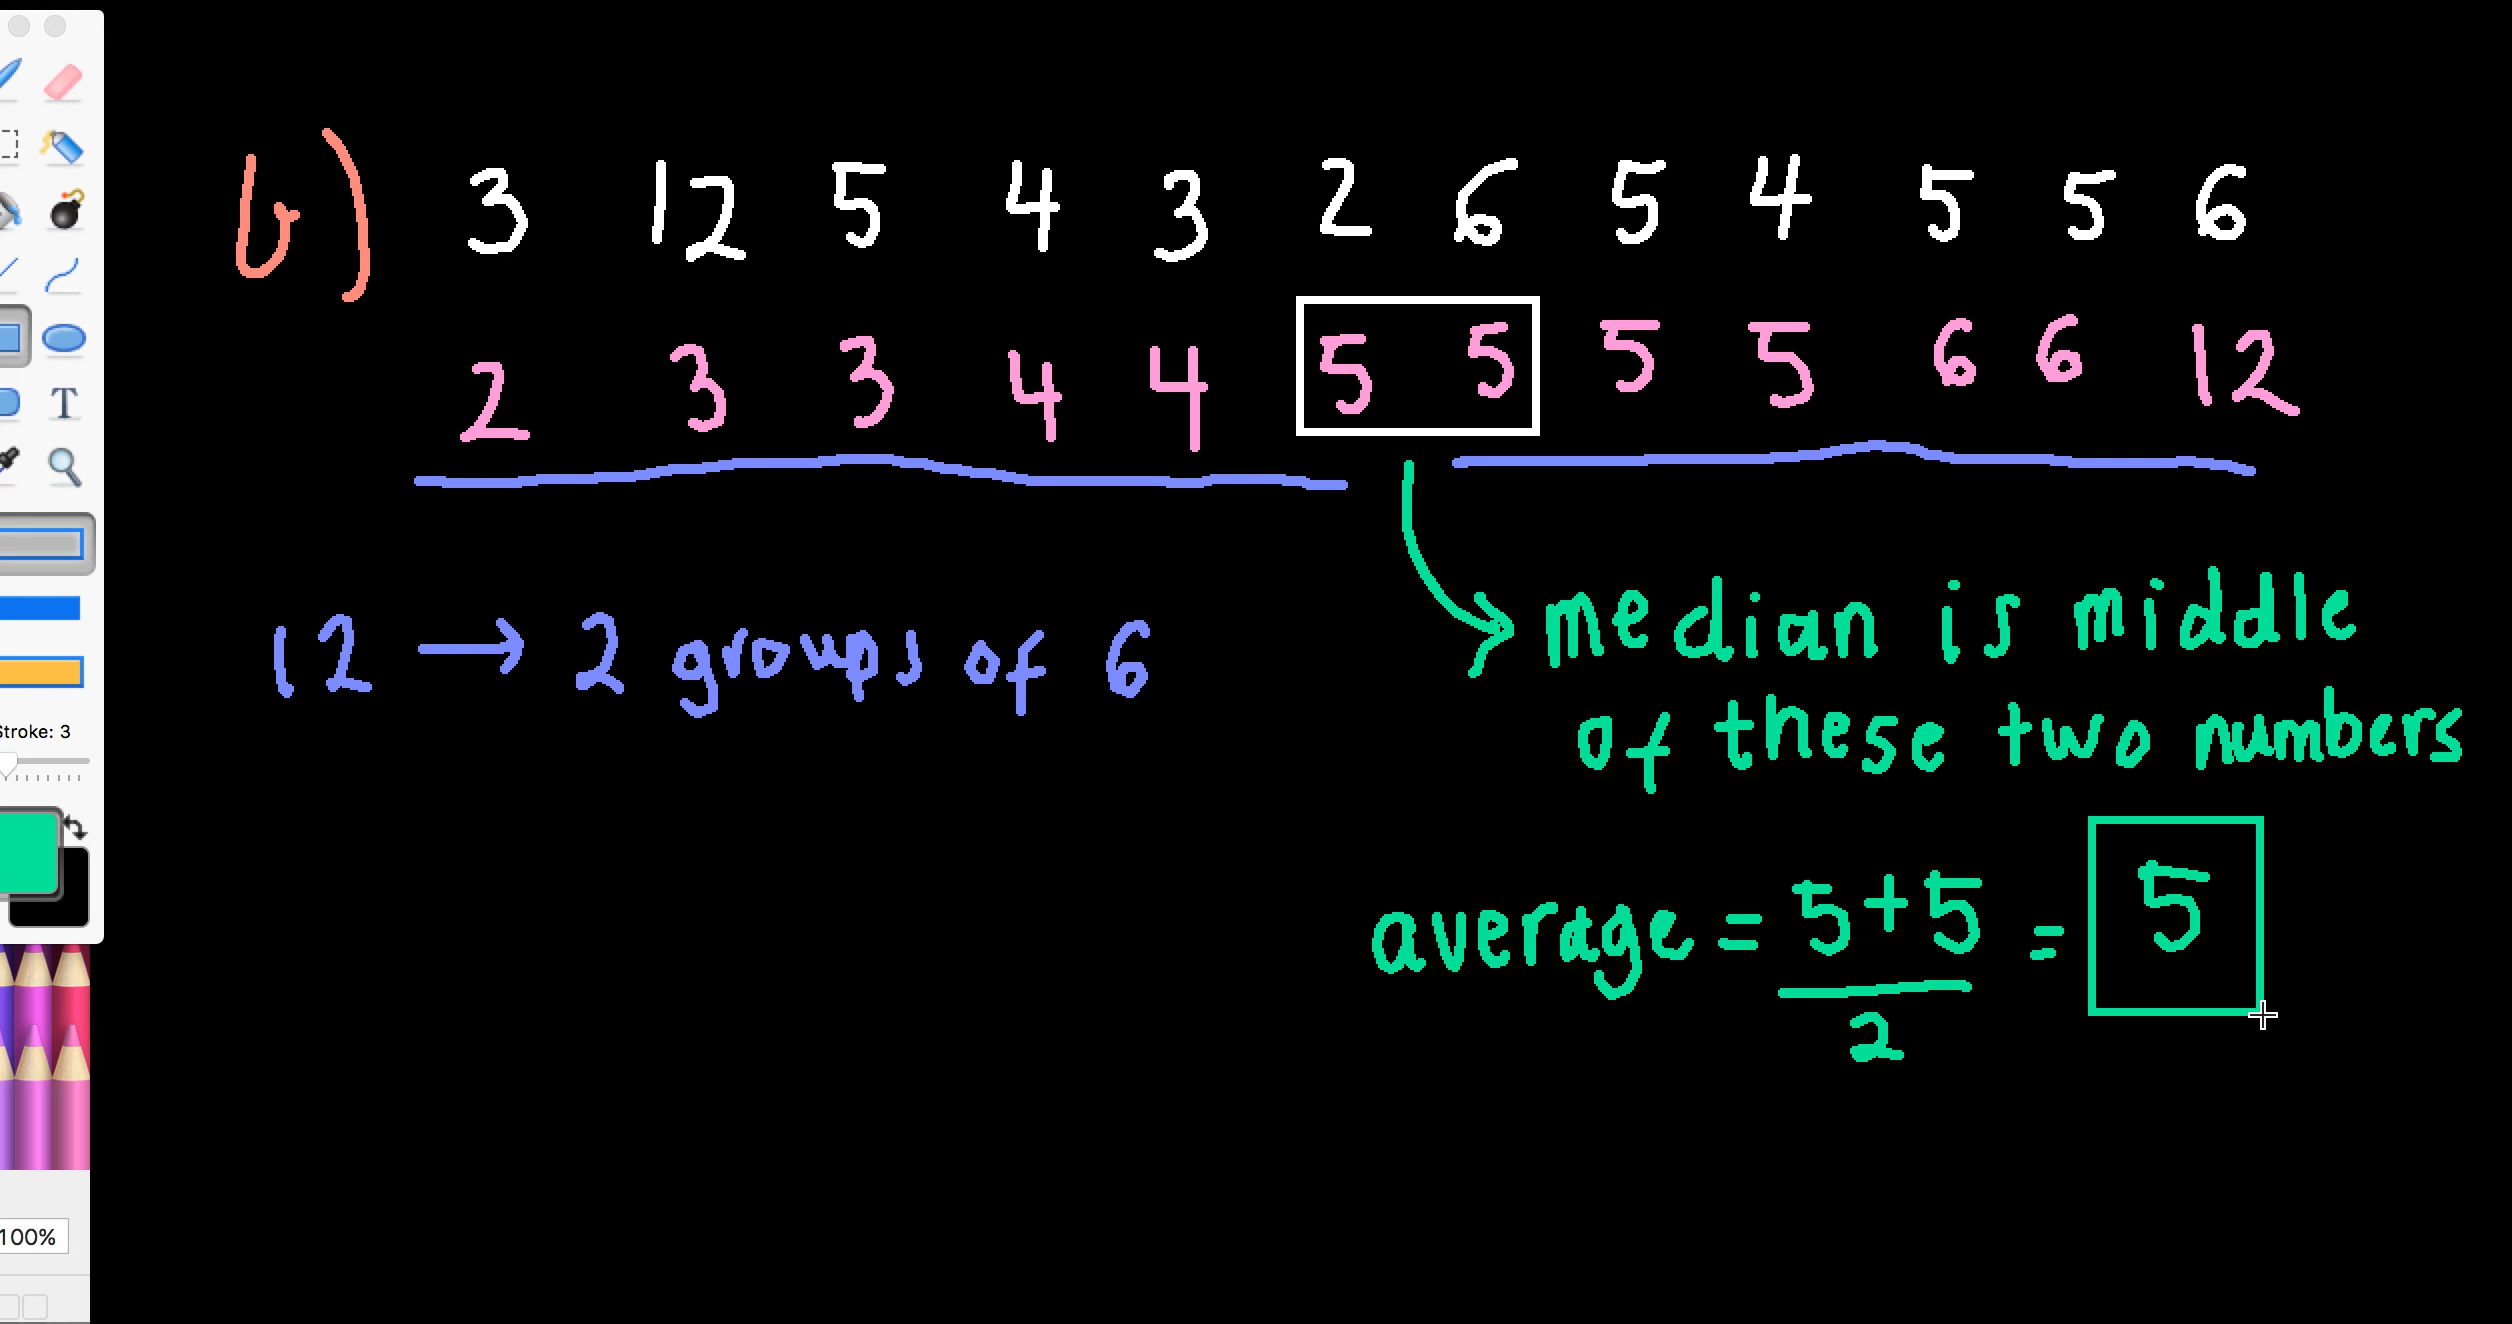 b) 3 12 5 4 3 2 6 5 4 5 5 6
2 3 3 4 4 5 5 5 5 6 6 12
12 → 2 groups of 6
median is middle
of these two numbers
average = 5+5 = 5
2
T
Stroke: 3
100%